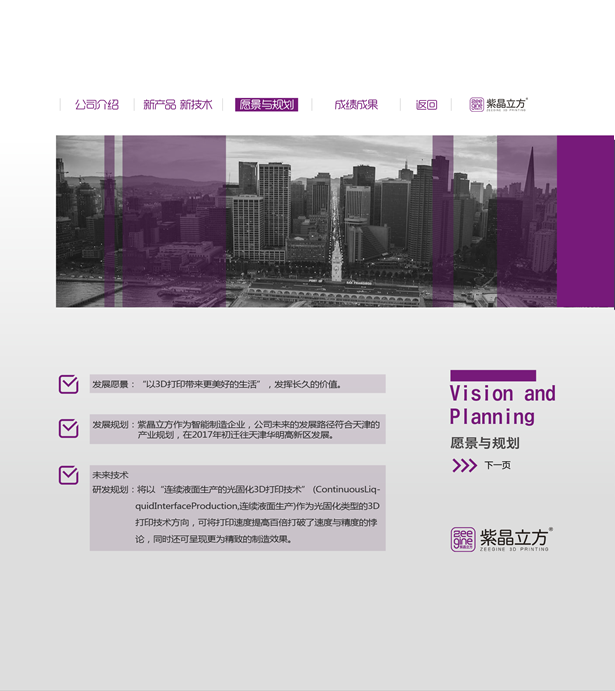 公司介绍
新产品 新技术
愿景与规划
成绩成果
返回
zee
gine
紫晶立方®
ZEEGINE 3D PRINTING
发展愿景：“以3D打印带来更美好的生活”，发挥长久的价值。
发展规划：紫晶立方作为智能制造企业，公司未来的发展路径符合天津的
产业规划，在2017年初迁往天津华明高新区发展。
未来技术
研发规划：将以“连续液面生产的光固化3D打印技术” (ContinuousLiq-
quidInterfaceProduction,连续液面生产)作为光固化类型的3D
打印技术方向，可将打印速度提高百倍打破了速度与精度的悖
论，同时还可呈现更为精致的制造效果。
Vision and
Planning
愿景与规划
下一页
zee
gine
紫晶立方®
ZEEGINE 3D PRINTING